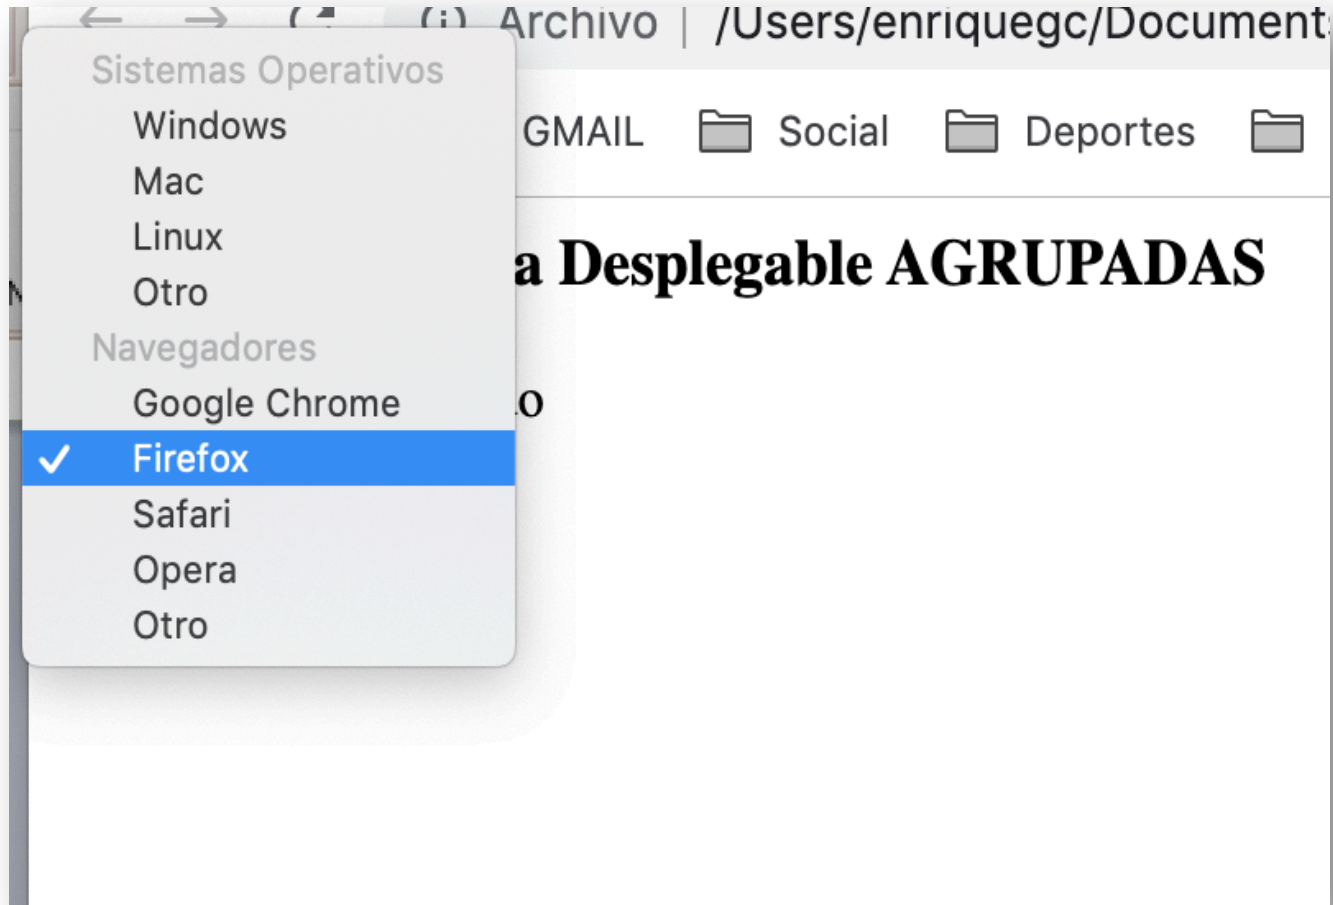 Archivo | /Users/enriquegc/Document
GMAIL Social Deportes
a Desplegable AGRUPADAS
Sistemas Operativos
Windows
Mac
Linux
Otro
Navegadores
Google Chrome
Firefox
Safari
Opera
Otro